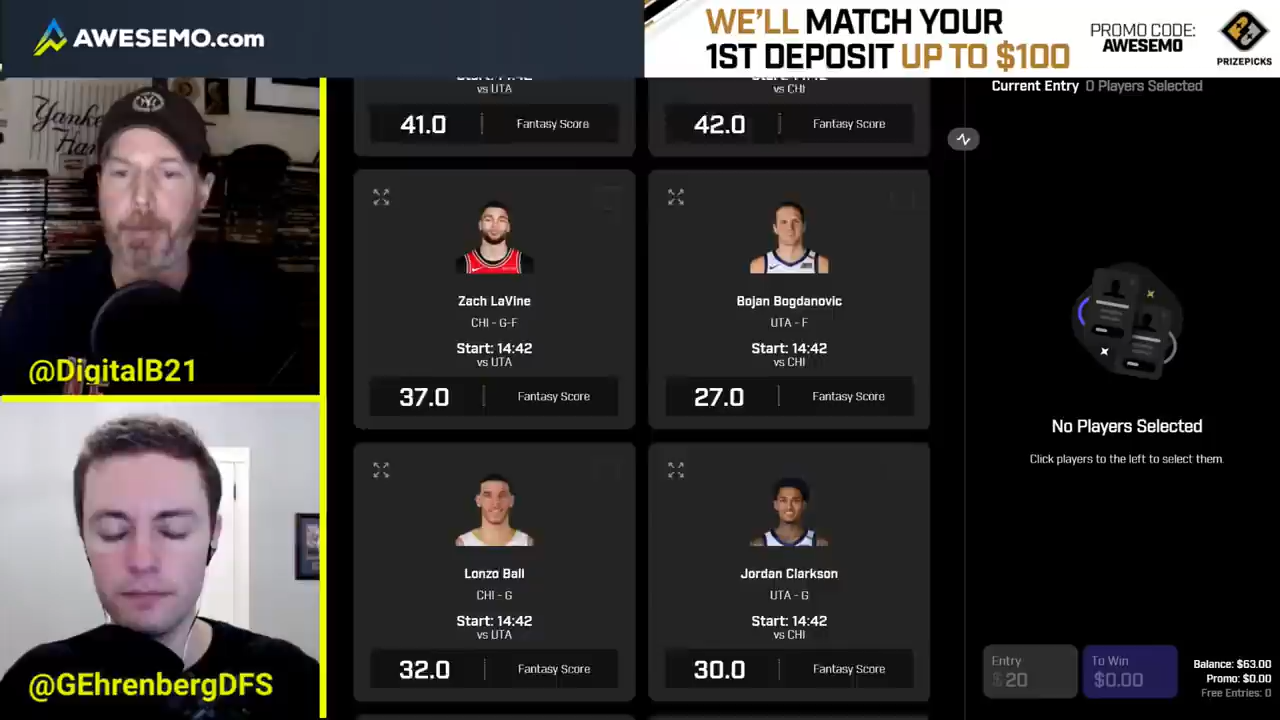 AWESEMO.com
WE'LL MATCH YOUR
1ST DEPOSIT UP TO $100
PROMO CODE:
AWESEMO
PRIZEPICKS
Yankee
@DigitalB21
@GEhrenbergDFS
vs UTA
41.0 Fantasy Score
vs CHI
42.0 Fantasy Score
Zach LaVine
CHI - G-F
Start: 14:42
vs UTA
37.0 Fantasy Score
Bojan Bogdanovic
UTA - F
Start: 14:42
vs CHI
27.0 Fantasy Score
Lonzo Ball
CHI - G
Start: 14:42
vs UTA
32.0 Fantasy Score
Jordan Clarkson
UTA - G
Start: 14:42
vs CHI
30.0 Fantasy Score
Current Entry 0 Players Selected
No Players Selected
Click players to the left to select them.
Entry
$20
To Win
$0.00
Balance: $63.00
Promo: $0.00
Free Entries: 0